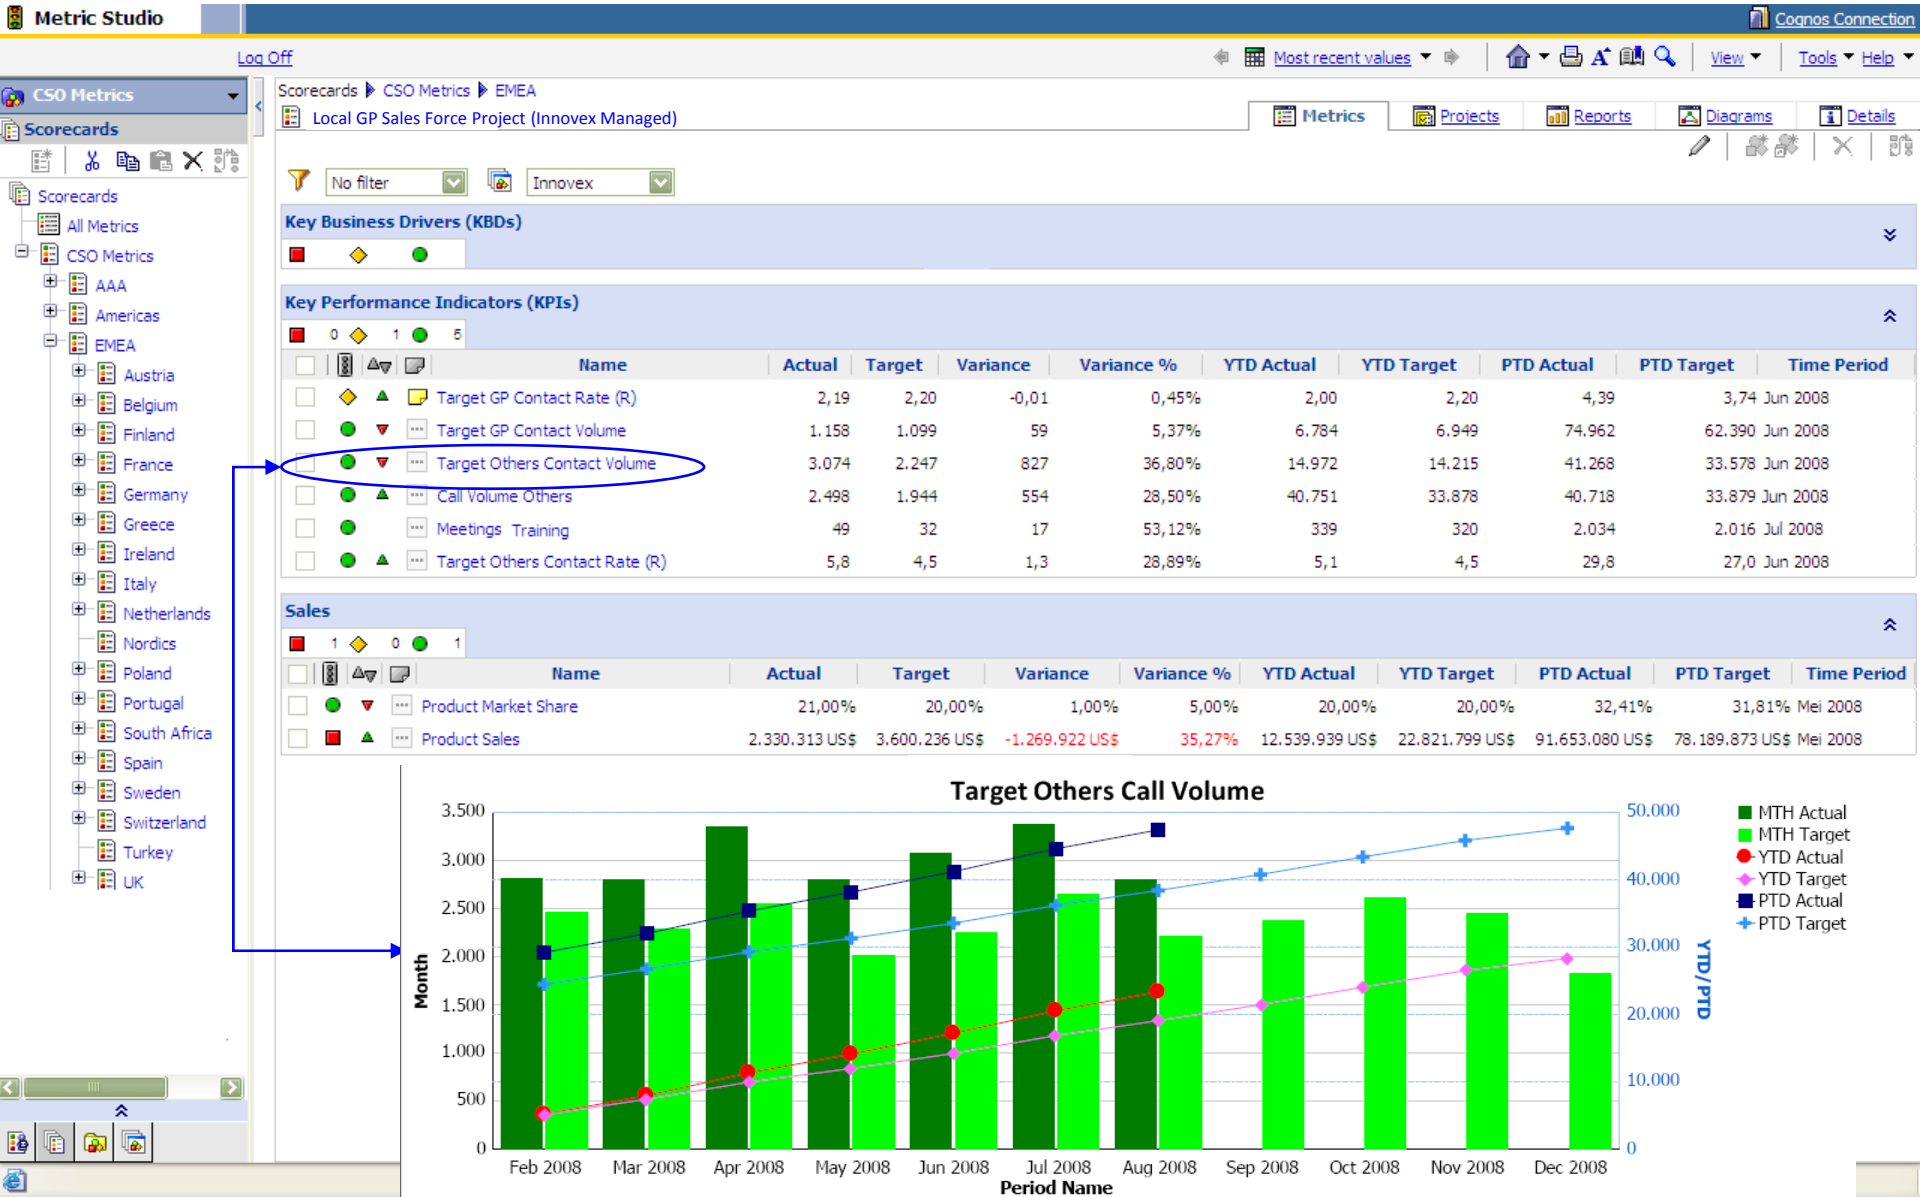 Metric Studio
Cognos Connection
Log Off
Most recent values
View
Tools
Help
CSO Metrics
Scorecards
Scorecards
All Metrics
CSO Metrics
AAA
Americas
EMEA
Austria
Belgium
Finland
France
Germany
Greece
Ireland
Italy
Netherlands
Nordics
Poland
Portugal
South Africa
Spain
Sweden
Switzerland
Turkey
UK
Scorecards CSO Metrics EMEA
Local GP Sales Force Project (Innovex Managed)
Metrics Projects Reports Diagrams Details
No filter Innovex
Key Business Drivers (KBDs)
Key Performance Indicators (KPIs)
0 1 5
Name Actual Target Variance Variance % YTD Actual YTD Target PTD Actual PTD Target Time Period
Target GP Contact Rate (R) 2,19 2,20 -0,01 0,45% 2,00 2,20 4,39 3,74 Jun 2008
Target GP Contact Volume 1.158 1.099 59 5,37% 6.784 6.949 74.962 62.390 Jun 2008
Target Others Contact Volume 3.074 2.247 827 36,80% 14.972 14.215 41.268 33.578 Jun 2008
Call Volume Others 2.498 1.944 554 28,50% 40.751 33.878 40.718 33.879 Jun 2008
Meetings Training 49 32 17 53,12% 339 320 2.034 2.016 Jul 2008
Target Others Contact Rate (R) 5,8 4,5 1,3 28,89% 5,1 4,5 29,8 27,0 Jun 2008
Sales
1 0 1
Name Actual Target Variance Variance % YTD Actual YTD Target PTD Actual PTD Target Time Period
Product Market Share 21,00% 20,00% 1,00% 5,00% 20,00% 20,00% 32,41% 31,81% Mei 2008
Product Sales 2.330.313 US$ 3.600.236 US$ -1.269.922 US$ 35,27% 12.539.939 US$ 22.821.799 US$ 91.653.080 US$ 78.189.873 US$ Mei 2008
Target Others Call Volume
3.500
3.000
2.500
2.000
1.500
1.000
500
0
Month
50.000
40.000
30.000
20.000
10.000
0
YTD/PTD
MTH Actual
MTH Target
YTD Actual
YTD Target
PTD Actual
PTD Target
Feb 2008 Mar 2008 Apr 2008 May 2008 Jun 2008 Jul 2008 Aug 2008 Sep 2008 Oct 2008 Nov 2008 Dec 2008
Period Name